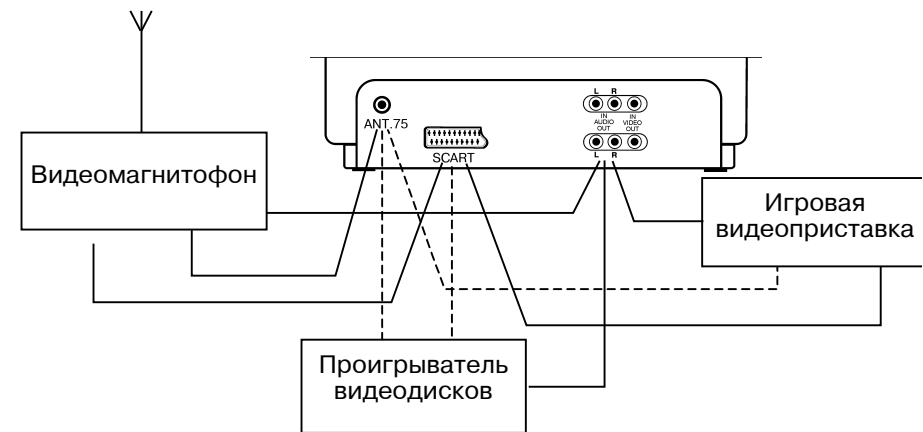 L R
ANT.75
IN IN
AUDIO VIDEO
OUT OUT
SCART
L R
Видеомагнитофон
Игровая
видеоприставка
Проигрыватель
видеодисков